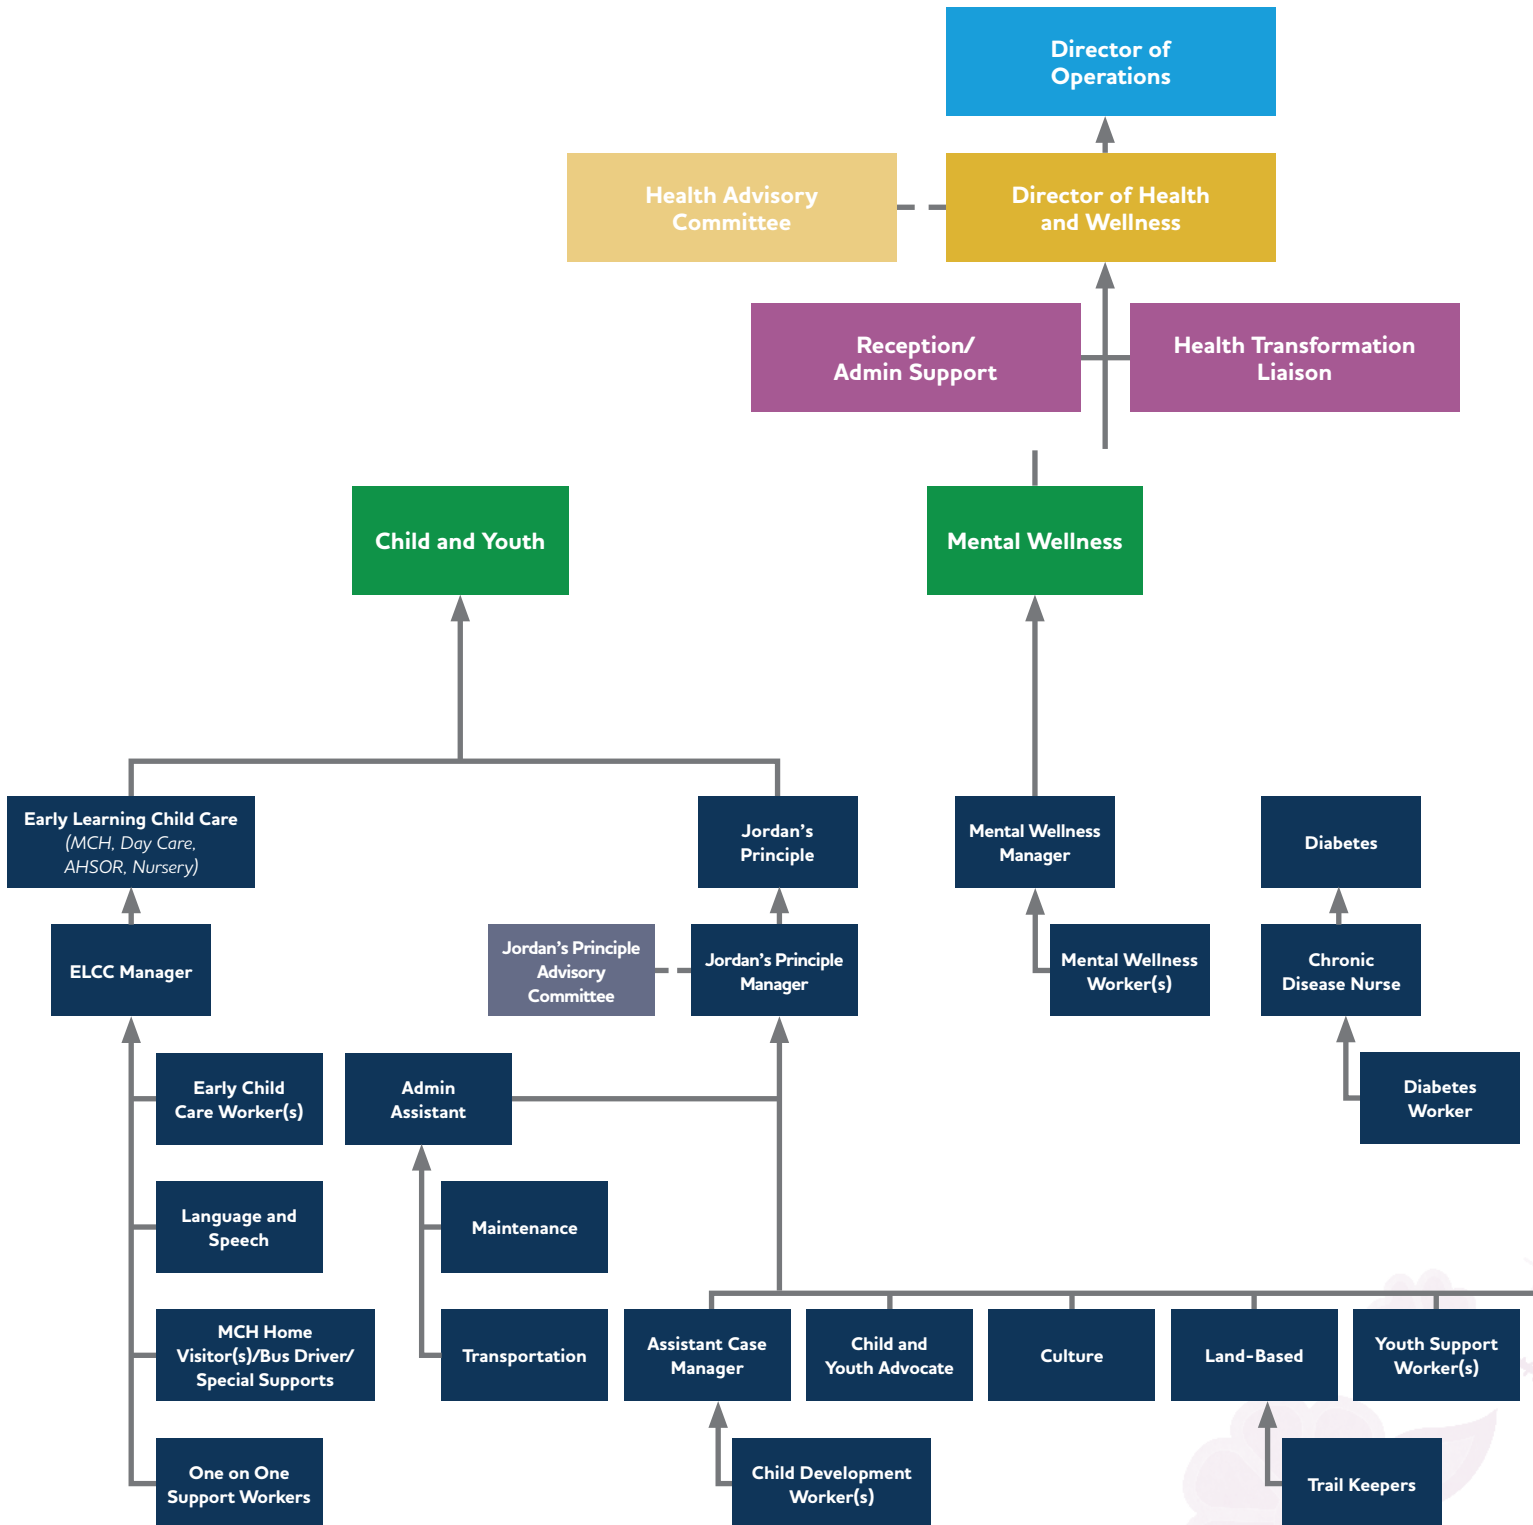 Director of
Operations
Health Advisory
Committee
Director of Health
and Wellness
Reception/
Admin Support
Health Transformation
Liaison
Child and Youth
Mental Wellness
Early Learning Child Care
(MCH, Day Care,
AHSOR, Nursery)
Jordan's
Principle
Mental Wellness
Manager
Diabetes
ELCC Manager
Jordan's Principle
Advisory
Committee
Jordan's Principle
Manager
Mental Wellness
Worker(s)
Chronic
Disease Nurse
Early Child
Care Worker(s)
Admin
Assistant
Diabetes
Worker
Language and
Speech
Maintenance
MCH Home
Visitor(s)/Bus Driver/
Special Supports
Transportation
Assistant Case
Manager
Child and
Youth Advocate
Culture
Land-Based
Youth Support
Worker(s)
One on One
Support Workers
Child Development
Worker(s)
Trail Keepers